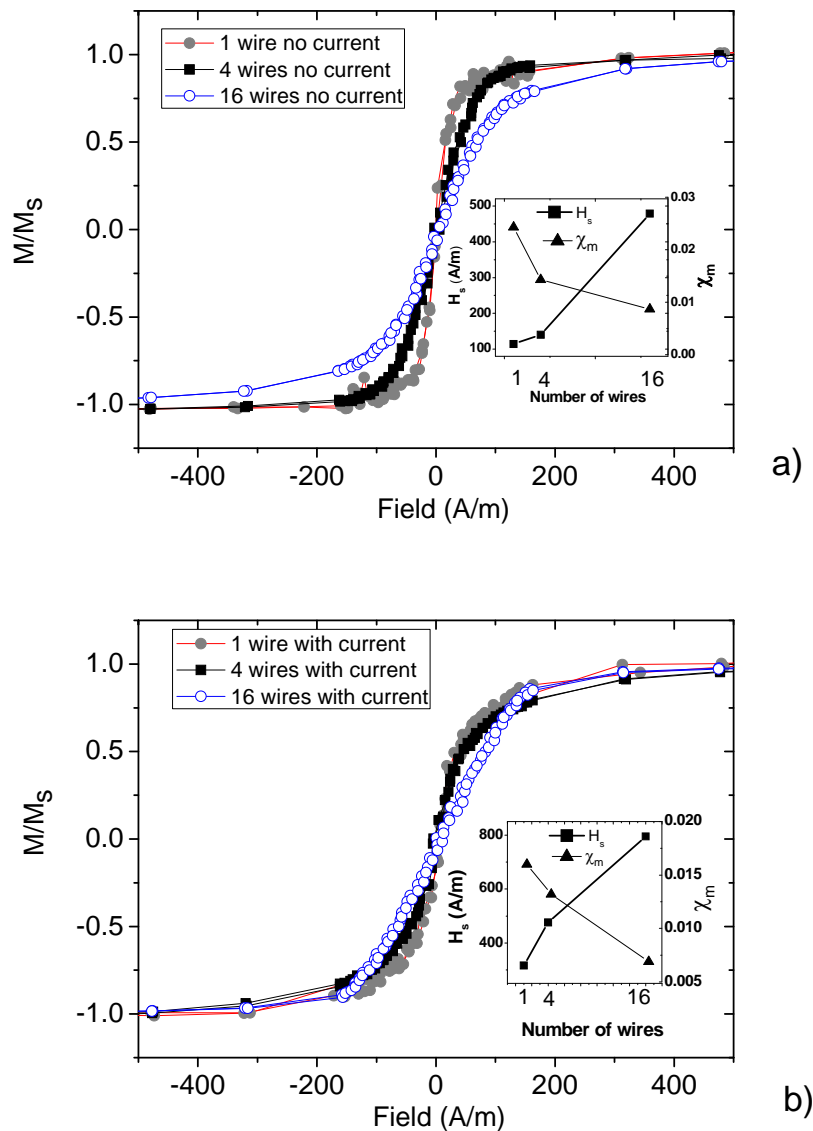 1 wire no current
4 wires no current
16 wires no current
1.0
0.5
0.0
-0.5
-1.0
M/MS
-400 -200 0 200 400
Field (A/m)
500
400
300
200
100
Hs (A/m)
Hs
χm
0.03
0.02
0.01
0.00
χm
1 4 16
Number of wires
a)
1 wire with current
4 wires with current
16 wires with current
1.0
0.5
0.0
-0.5
-1.0
M/MS
-400 -200 0 200 400
Field (A/m)
800
600
400
Hs (A/m)
Hs
χm
0.020
0.015
0.010
0.005
χm
1 4 16
Number of wires
b)